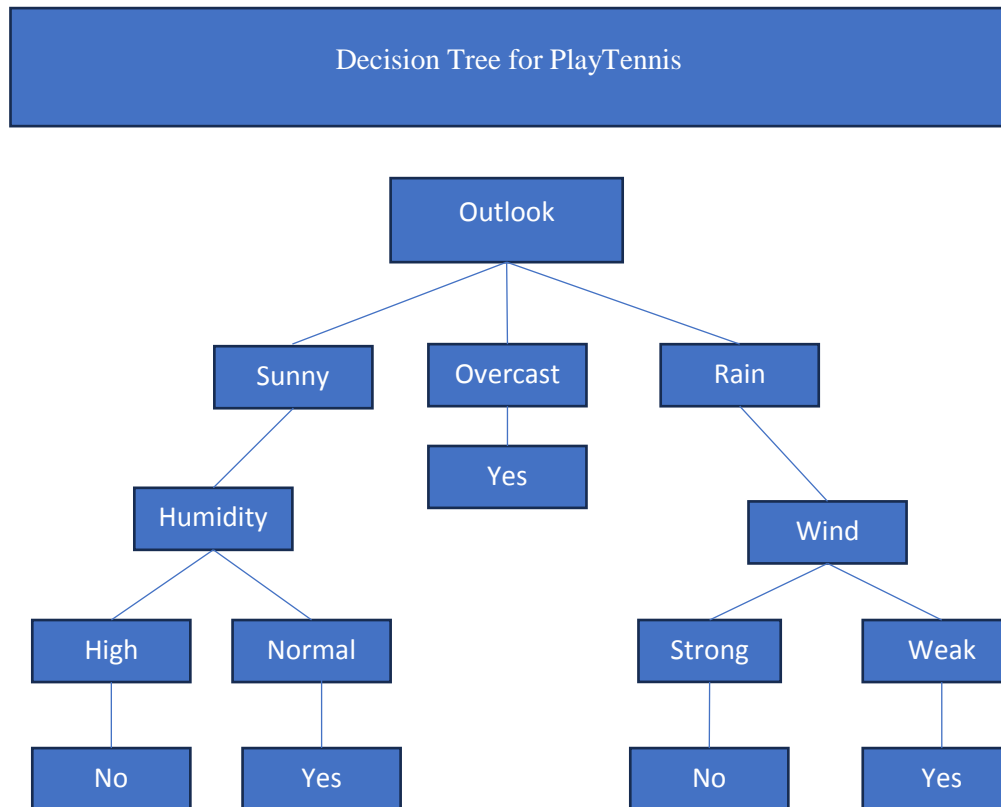 Decision Tree for PlayTennis
Outlook
Sunny
Overcast
Rain
Yes
Humidity
Wind
High
Normal
Strong
Weak
No
Yes
No
Yes